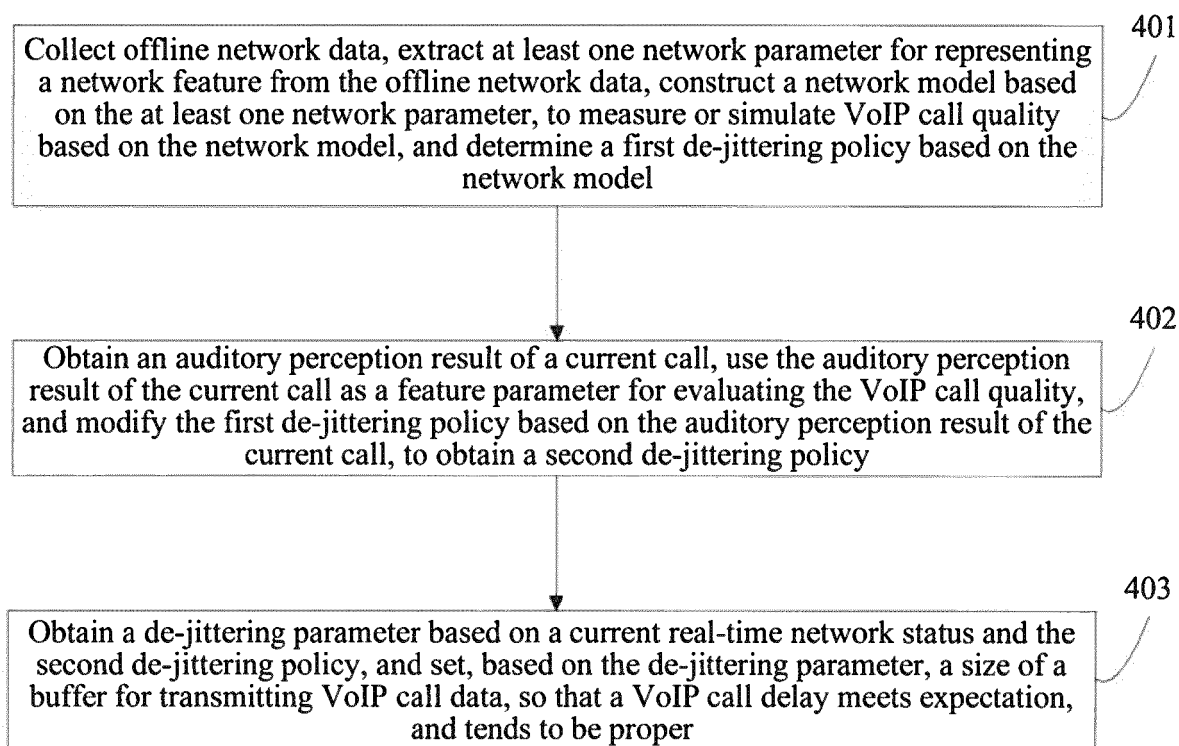 401
Collect offline network data, extract at least one network parameter for representing
a network feature from the offline network data, construct a network model based
on the at least one network parameter, to measure or simulate VoIP call quality
based on the network model, and determine a first de-jittering policy based on the
network model
402
Obtain an auditory perception result of a current call, use the auditory perception
result of the current call as a feature parameter for evaluating the VoIP call quality,
and modify the first de-jittering policy based on the auditory perception result of the
current call, to obtain a second de-jittering policy
403
Obtain a de-jittering parameter based on a current real-time network status and the
second de-jittering policy, and set, based on the de-jittering parameter, a size of a
buffer for transmitting VoIP call data, so that a VoIP call delay meets expectation,
and tends to be proper